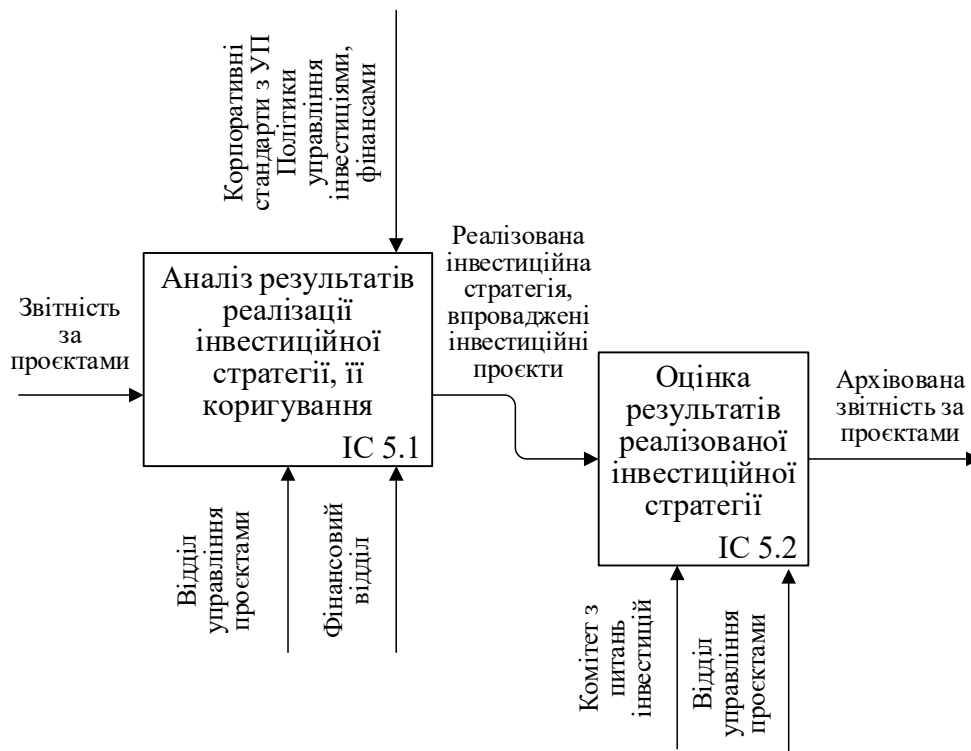 Корпоративні
стандарти з УП
Політики
управління
інвестиціями,
фінансами
Звітність
за
проєктами
Аналіз результатів
реалізації
інвестиційної
стратегії, її
коригування
ІС 5.1
Реалізована
інвестиційна
стратегія,
впроваджені
інвестиційні
проєкти
Відділ
управління
проєктами
Фінансовий
відділ
Оцінка
результатів
реалізованої
інвестиційної
стратегії
ІС 5.2
Архівована
звітність за
проєктами
Комітет з
питань
інвестицій
Відділ
управління
проєктами